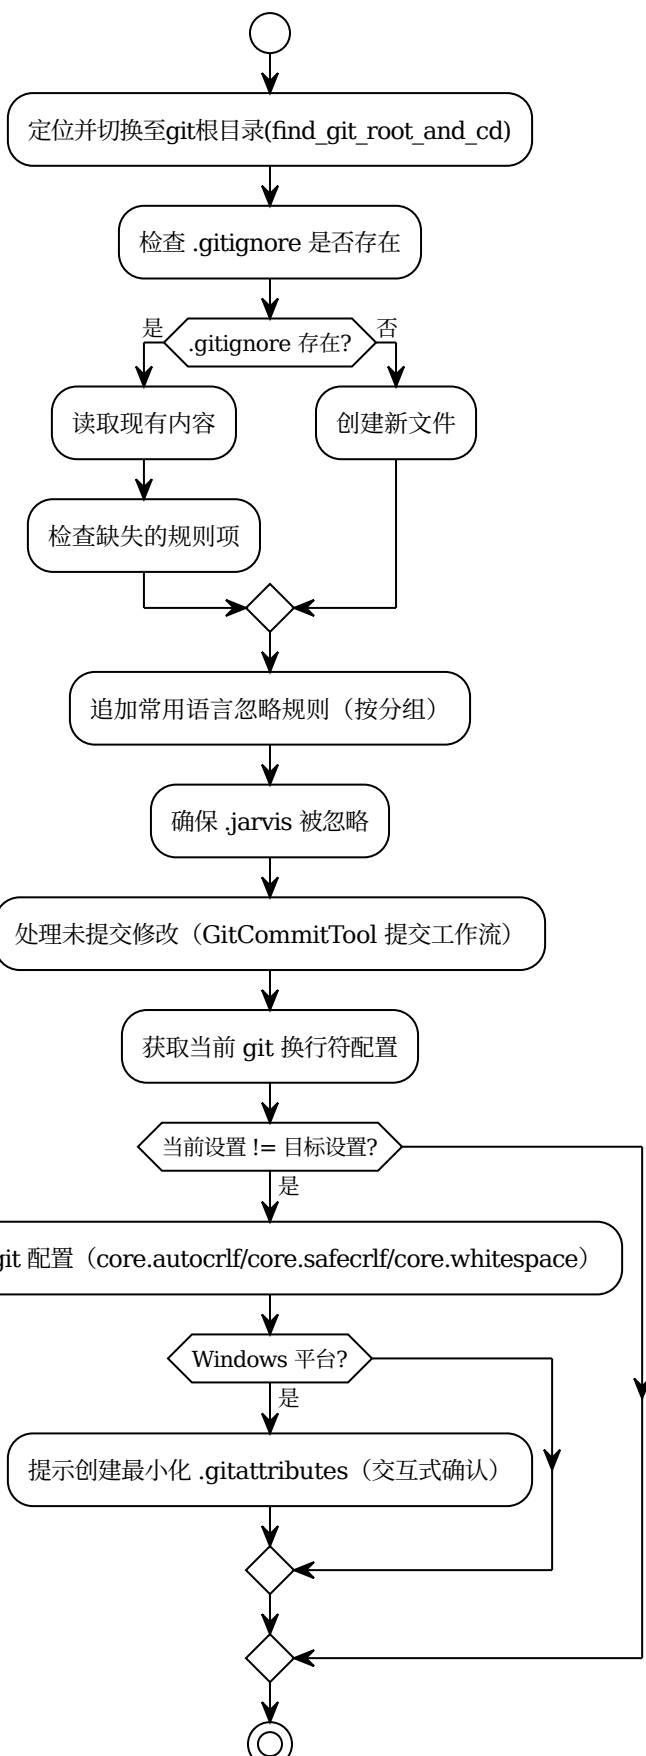 定位并切换至git根目录(find_git_root_and_cd)
检查 .gitignore 是否存在
是
.gitignore 存在?
否
读取现有内容
创建新文件
检查缺失的规则项
追加常用语言忽略规则（按分组）
确保 .jarvis 被忽略
处理未提交修改（GitCommitTool 提交工作流）
获取当前 git 换行符配置
当前设置 != 目标设置?
是
git 配置（core.autocrlf/core.safecrlf/core.whitespace）
Windows 平台?
是
提示创建最小化 .gitattributes（交互式确认）